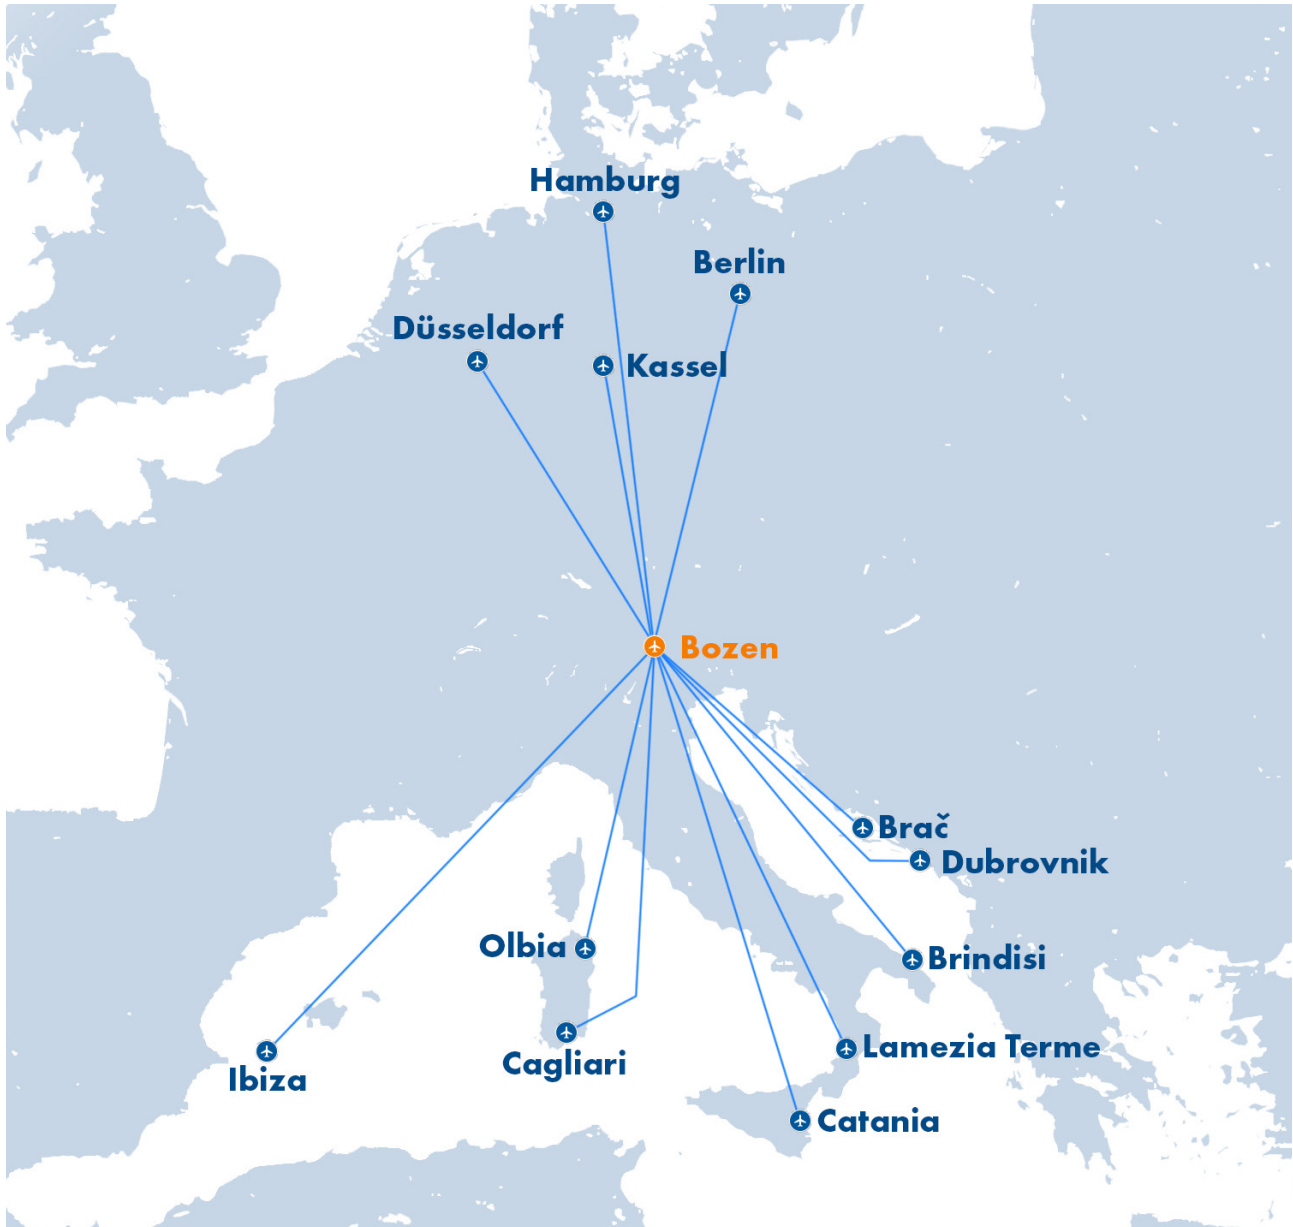 Hamburg
Berlin
Düsseldorf
Kassel
Bozen
Brač
Dubrovnik
Olbia
Brindisi
Cagliari
Lamezia Terme
Ibiza
Catania